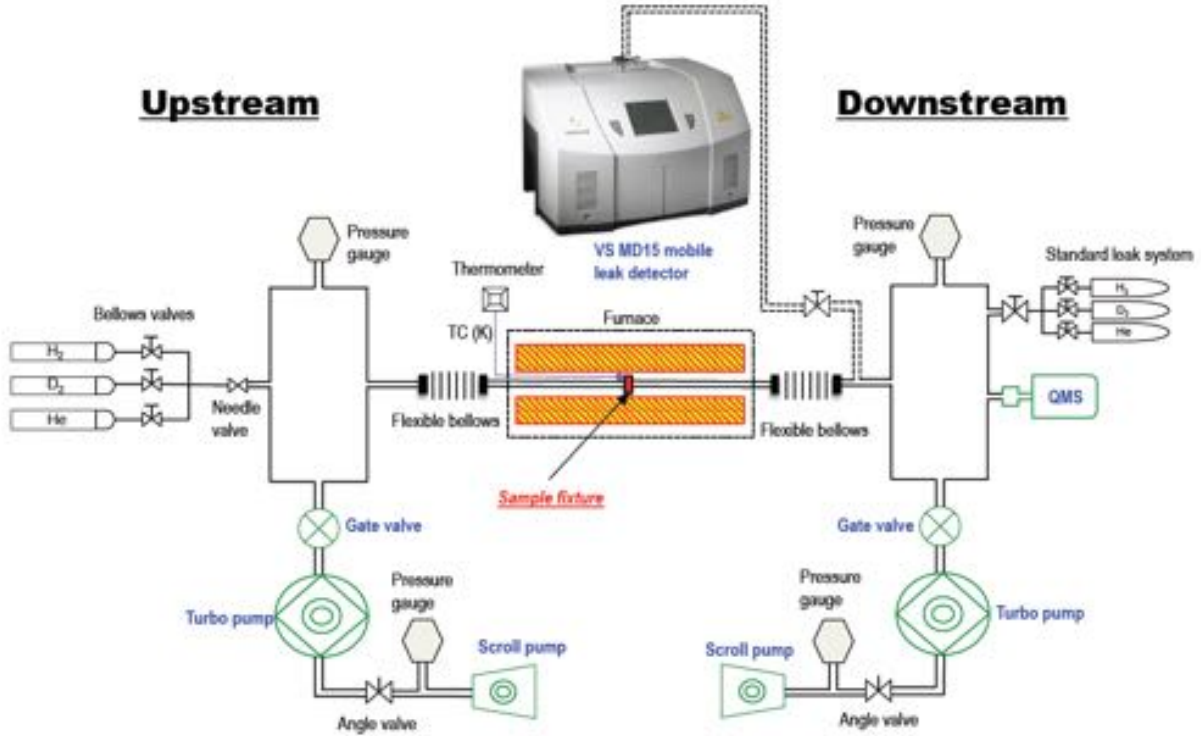 Upstream
Downstream
Pressure
gauge
VS MD15 mobile
leak detector
Pressure
gauge
Standard leak system
H₂
D₂
He
Thermometer
TC (K)
Furnace
Bellows valves
H₂
D₂
He
Needle
valve
Flexible bellows
Flexible bellows
QMS
Sample fixture
Gate valve
Gate valve
Pressure
gauge
Pressure
gauge
Turbo pump
Turbo pump
Scroll pump
Scroll pump
Angle valve
Angle valve